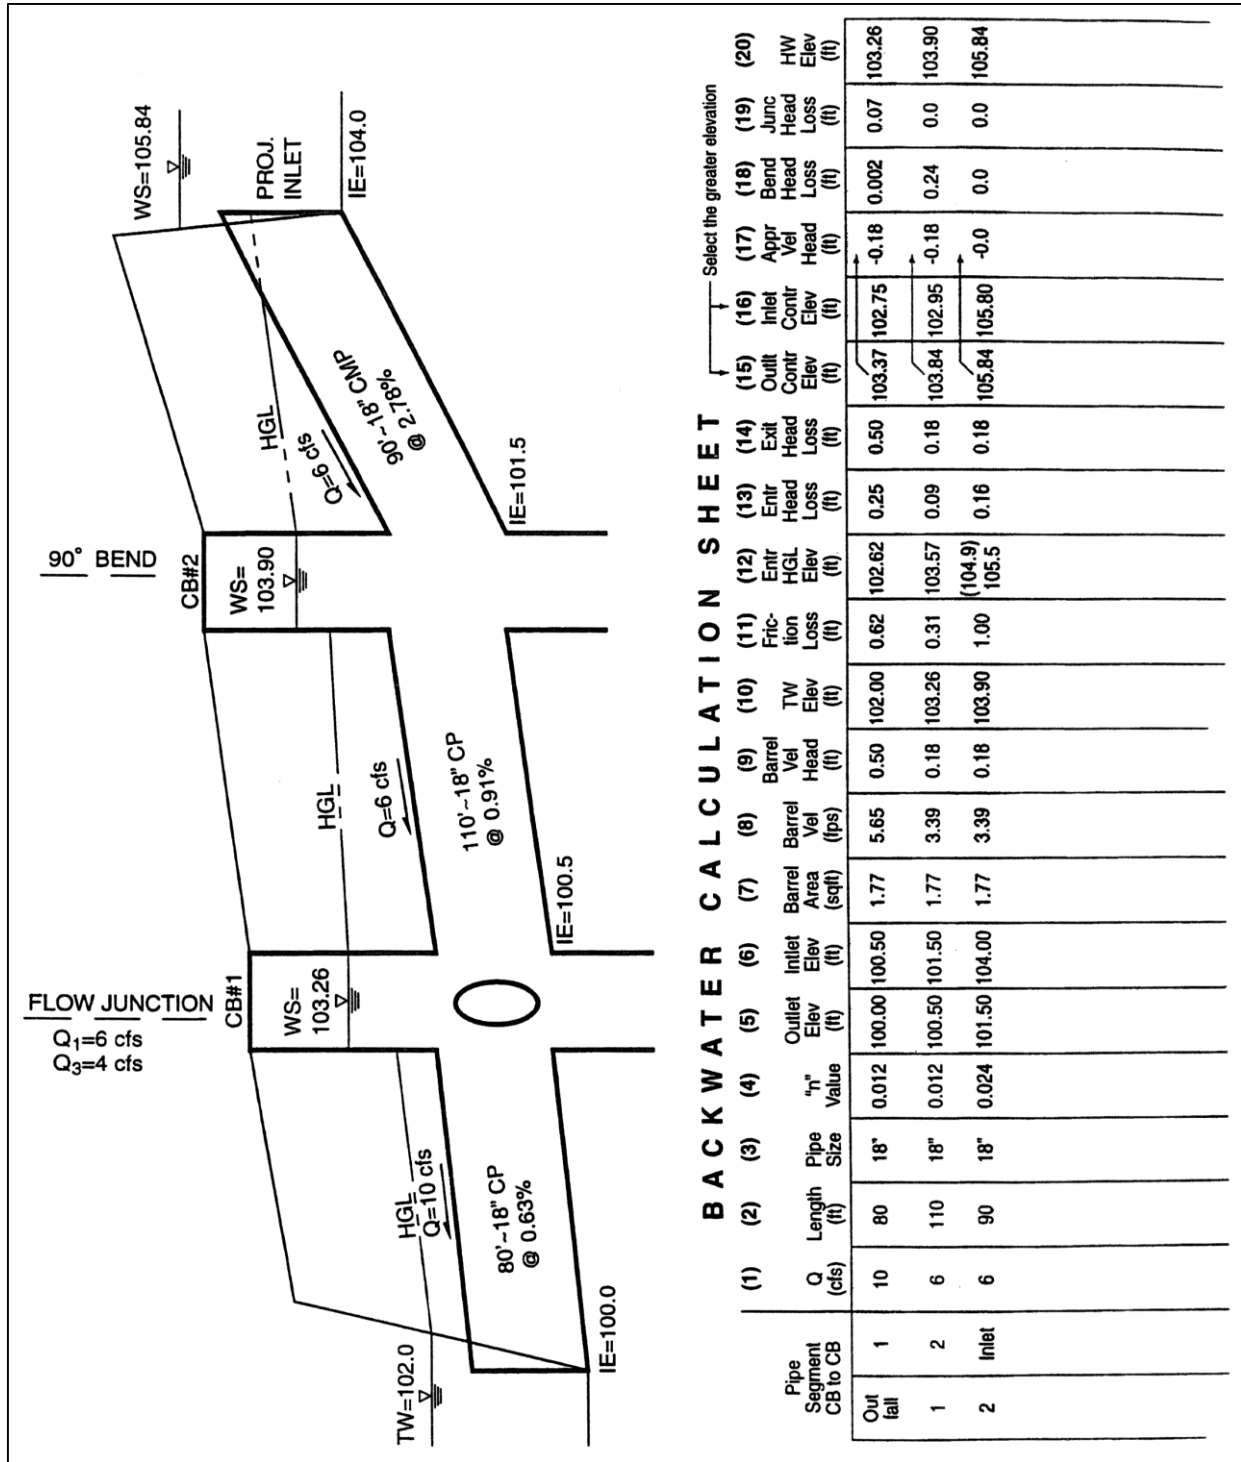 FLOW JUNCTION
Q₁=6 cfs
Q₃=4 cfs
90° BEND
CB#1
CB#2
WS=
103.26
WS=
103.90
WS=105.84
PROJ.
INLET
IE=104.0
TW=102.0
HGL
Q=10 cfs
80'~18" CP
@ 0.63%
IE=100.0
HGL
Q=6 cfs
110'~18" CP
@ 0.91%
IE=100.5
HGL
Q=6 cfs
90'~18" CMP
@ 2.78%
IE=101.5
BACKWATER CALCULATION SHEET
Select the greater elevation
(1) (2) (3) (4) (5) (6) (7) (8) (9) (10) (11) (12) (13) (14) (15) (16) (17) (18) (19) (20)
Pipe Outlet Intlet Barrel Barrel Barrel TW Fric- Entr Entr Exit Outlt Inlet Appr Bend Junc HW
Segment Q Length Pipe "n" Elev Elev Area Vel Vel Elev tion HGL Head Head Contr Contr Vel Head Head Elev
CB to CB (cfs) (ft) Size Value (ft) (ft) (sqft) (fps) Head Loss Elev Loss Loss Elev Elev Head Loss Loss (ft)
(ft) (ft) (ft) (ft) (ft) (ft) (ft) (ft) (ft) (ft) (ft)
Out
fall 1 10 80 18" 0.012 100.00 100.50 1.77 5.65 0.50 102.00 0.62 102.62 0.25 0.50 103.37 102.75 -0.18 0.002 0.07 103.26
1 2 6 110 18" 0.012 100.50 101.50 1.77 3.39 0.18 103.26 0.31 103.57 0.09 0.18 103.84 102.95 -0.18 0.24 0.0 103.90
2 Inlet 6 90 18" 0.024 101.50 104.00 1.77 3.39 0.18 103.90 1.00 (104.9)
105.5 0.16 0.18 105.84 105.80 -0.0 0.0 0.0 105.84